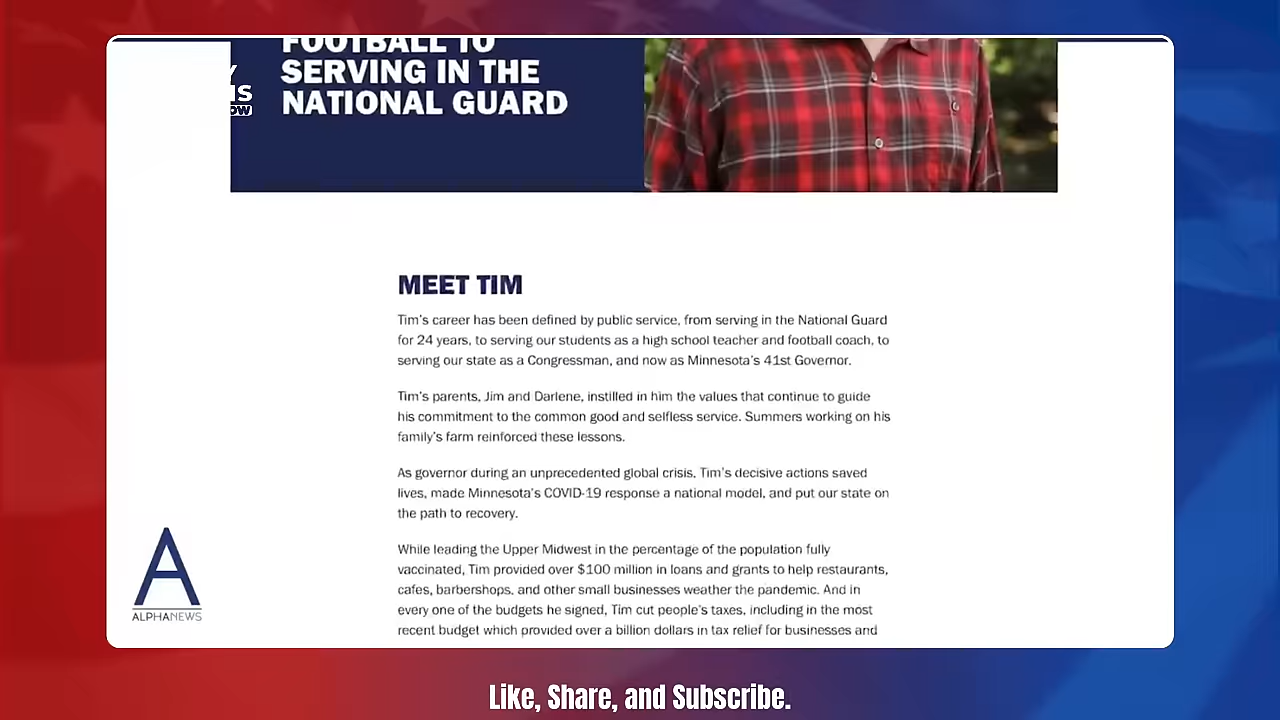 FOOTBALL TO
SERVING IN THE
NATIONAL GUARD
MEET TIM
Tim's career has been defined by public service, from serving in the National Guard
for 24 years, to serving our students as a high school teacher and football coach, to
serving our state as a Congressman, and now as Minnesota's 41st Governor.
Tim's parents, Jim and Darlene, instilled in him the values that continue to guide
his commitment to the common good and selfless service. Summers working on his
family's farm reinforced these lessons.
As governor during an unprecedented global crisis, Tim's decisive actions saved
lives, made Minnesota's COVID-19 response a national model, and put our state on
the path to recovery.
While leading the Upper Midwest in the percentage of the population fully
vaccinated, Tim provided over $100 million in loans and grants to help restaurants,
cafes, barbershops, and other small businesses weather the pandemic. And in
every one of the budgets he signed, Tim cut people's taxes, including in the most
recent budget which provided over a billion dollars in tax relief for businesses and
A
ALPHANEWS
Like, Share, and Subscribe.